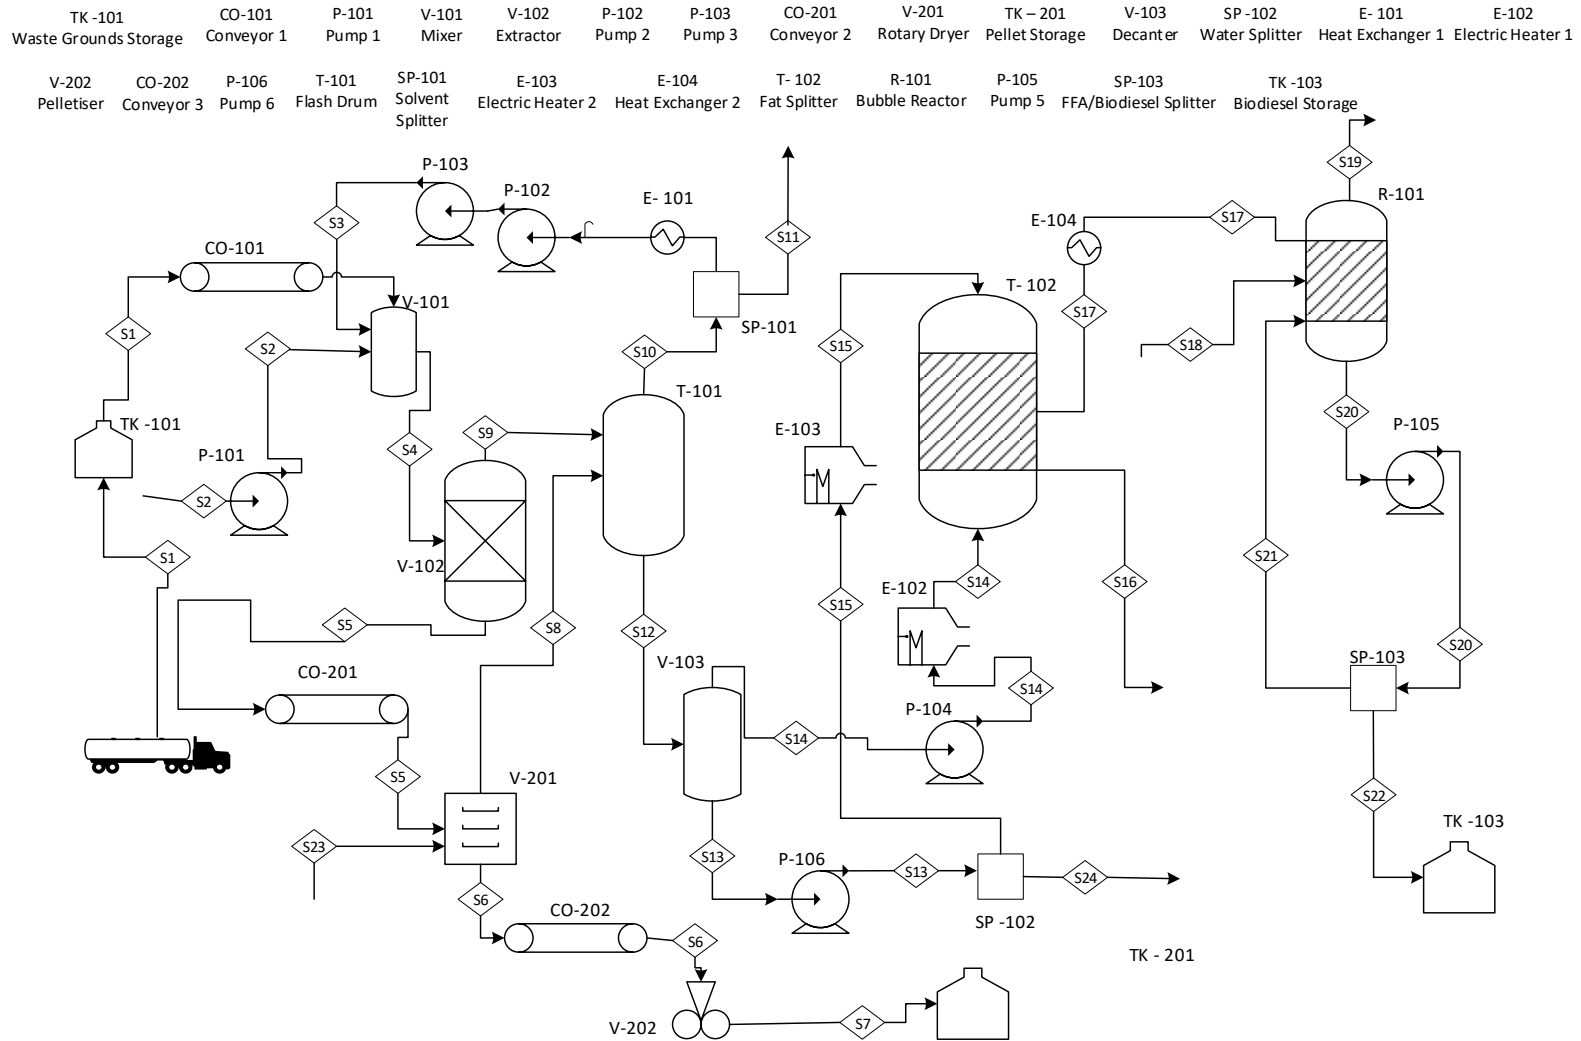 TK -101 CO-101 P-101 V-101 V-102 P-102 P-103 CO-201 V-201 TK – 201 V-103 SP -102 E- 101 E-102
Waste Grounds Storage Conveyor 1 Pump 1 Mixer Extractor Pump 2 Pump 3 Conveyor 2 Rotary Dryer Pellet Storage Decanter Water Splitter Heat Exchanger 1 Electric Heater 1
V-202 CO-202 P-106 T-101 SP-101 E-103 E-104 T- 102 R-101 P-105 SP-103 TK -103
Pelletiser Conveyor 3 Pump 6 Flash Drum Solvent Electric Heater 2 Heat Exchanger 2 Fat Splitter Bubble Reactor Pump 5 FFA/Biodiesel Splitter Biodiesel Storage
Splitter
S19
P-103
P-102
E- 101
R-101
S3
S17
E-104
S11
CO-101
T- 102
V-101
S17
SP-101
S1
S2
S10
S15
S18
T-101
S20
TK -101
P-105
S9
E-103
P-101
S4
S2
S1
S21
V-102
S14
S16
E-102
S5
S8
S12
S15
S20
SP-103
V-103
CO-201
S14
P-104
S14
S5
V-201
S22
TK -103
S23
S13
P-106
S13
S24
S6
CO-202
SP -102
S6
TK - 201
V-202
S7